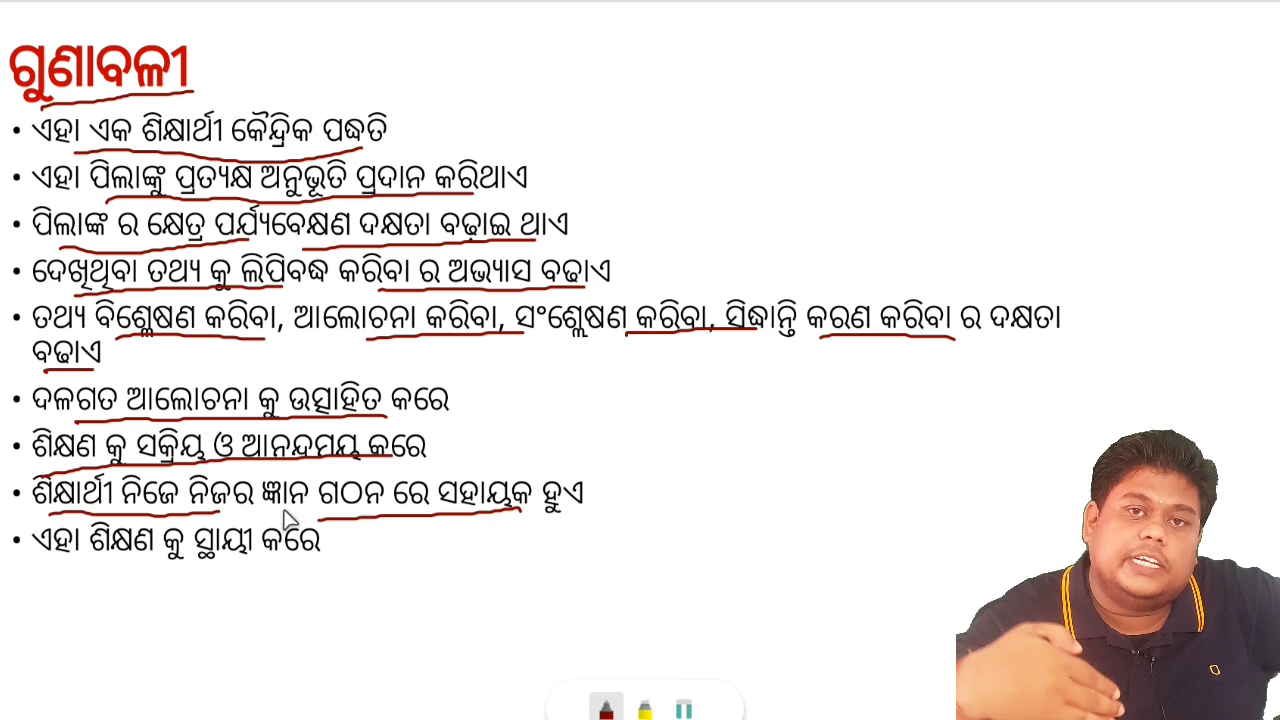 ଗୁଣାବଳୀ
• ଏହା ଏକ ଶିକ୍ଷାର୍ଥୀ କୈନ୍ଦ୍ରିକ ପଦ୍ଧତି
• ଏହା ପିଲାଙ୍କୁ ପ୍ରତ୍ୟକ୍ଷ ଅନୁଭୂତି ପ୍ରଦାନ କରିଥାଏ
• ପିଲାଙ୍କ ର କ୍ଷେତ୍ର ପର୍ଯ୍ୟବେକ୍ଷଣ ଦକ୍ଷତା ବଢ଼ାଇ ଥାଏ
• ଦେଖିଥିବା ତଥ୍ୟ କୁ ଲିପିବଦ୍ଧ କରିବା ର ଅଭ୍ୟାସ ବଢାଏ
• ତଥ୍ୟ ବିଶ୍ଳେଷଣ କରିବା, ଆଲୋଚନା କରିବା, ସଂଶ୍ଳେଷଣ କରିବା, ସିଦ୍ଧାନ୍ତି କରଣ କରିବା ର ଦକ୍ଷତା
ବଢାଏ
• ଦଳଗତ ଆଲୋଚନା କୁ ଉତ୍ସାହିତ କରେ
• ଶିକ୍ଷଣ କୁ ସକ୍ରିୟ ଓ ଆନନ୍ଦମୟ କରେ
• ଶିକ୍ଷାର୍ଥୀ ନିଜେ ନିଜର ଜ୍ଞାନ ଗଠନ ରେ ସହାୟକ ହୁଏ
• ଏହା ଶିକ୍ଷଣ କୁ ସ୍ଥାୟୀ କରେ